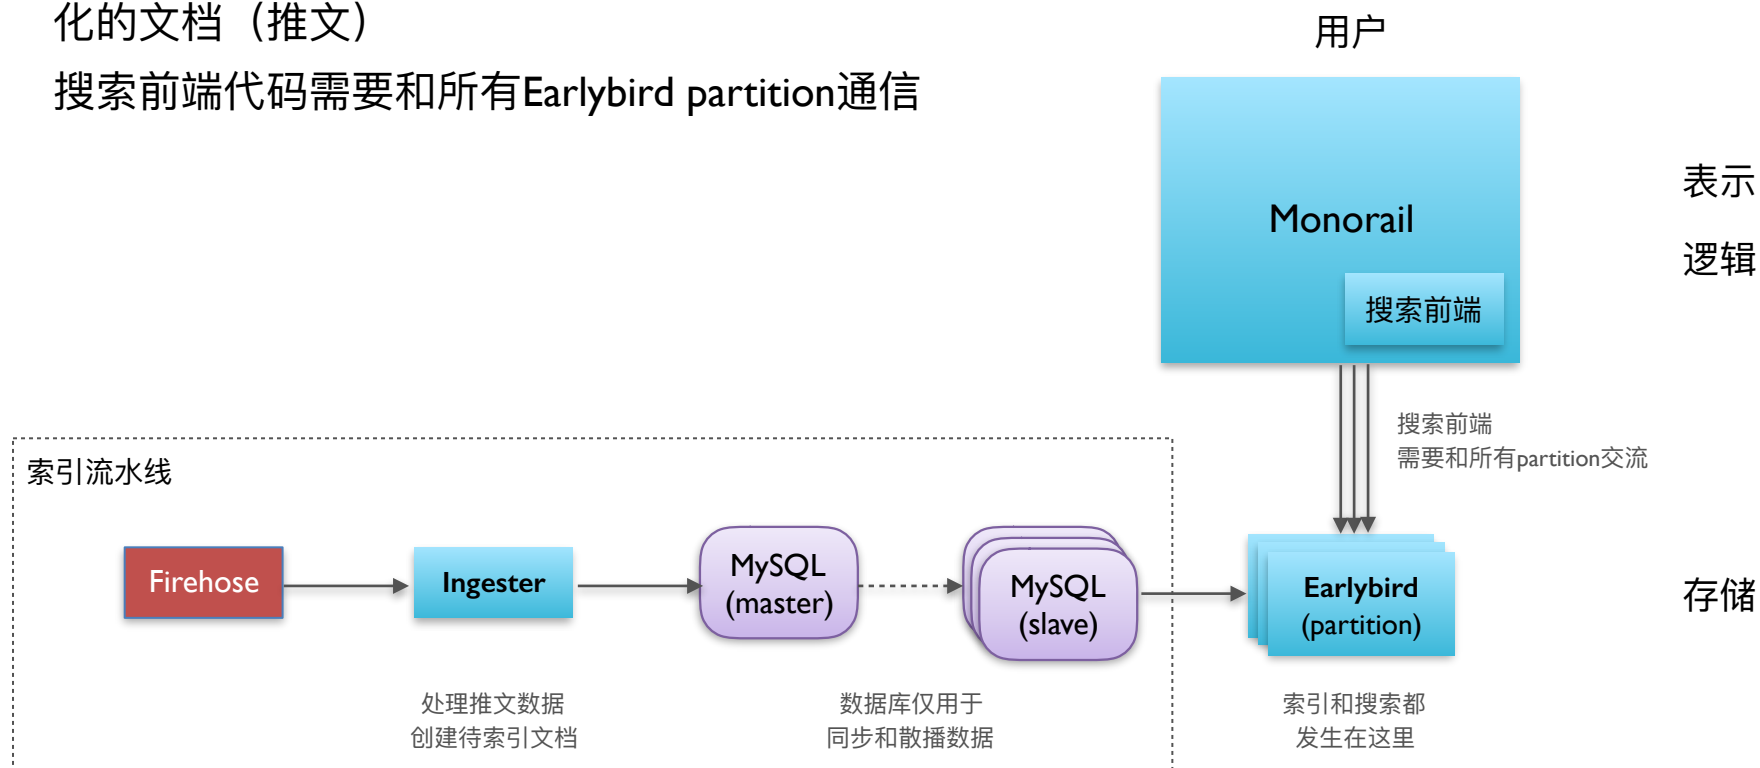 化的文档（推文）
搜索前端代码需要和所有Earlybird partition通信
用户
Monorail
搜索前端
表示
逻辑
搜索前端
需要和所有partition交流
索引流水线
Firehose
Ingester
MySQL
(master)
MySQL
(slave)
Earlybird
(partition)
存储
处理推文数据
创建待索引文档
数据库仅用于
同步和散播数据
索引和搜索都
发生在这里